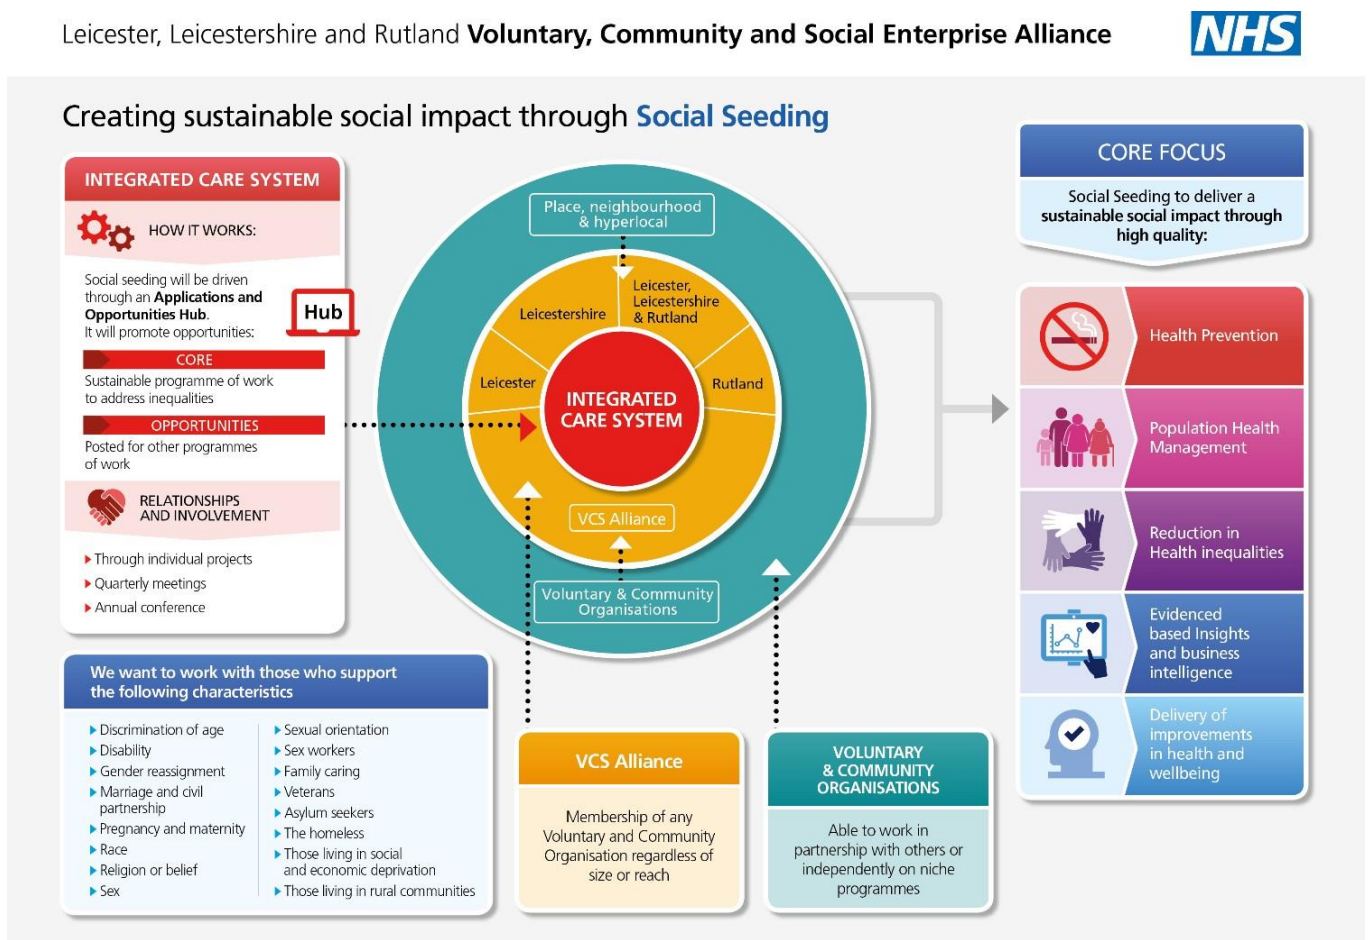 Leicester, Leicestershire and Rutland Voluntary, Community and Social Enterprise Alliance
NHS
Creating sustainable social impact through Social Seeding
INTEGRATED CARE SYSTEM
HOW IT WORKS:
Social seeding will be driven
through an Applications and
Opportunities Hub.
It will promote opportunities:
Hub
CORE
Sustainable programme of work
to address inequalities
OPPORTUNITIES
Posted for other programmes
of work
RELATIONSHIPS
AND INVOLVEMENT
Through individual projects
Quarterly meetings
Annual conference
Place, neighbourhood
& hyperlocal
Leicester
Leicestershire
Leicester,
Leicestershire
& Rutland
Rutland
INTEGRATED
CARE SYSTEM
VCS Alliance
Voluntary & Community
Organisations
CORE FOCUS
Social Seeding to deliver a
sustainable social impact through
high quality:
Health Prevention
Population Health
Management
Reduction in
Health inequalities
Evidenced
based Insights
and business
intelligence
Delivery of
improvements
in health and
wellbeing
We want to work with those who support
the following characteristics
Discrimination of age
Disability
Gender reassignment
Marriage and civil
partnership
Pregnancy and maternity
Race
Religion or belief
Sex
Sexual orientation
Sex workers
Family caring
Veterans
Asylum seekers
The homeless
Those living in social
and economic deprivation
Those living in rural communities
VCS Alliance
Membership of any
Voluntary and Community
Organisation regardless of
size or reach
VOLUNTARY
& COMMUNITY
ORGANISATIONS
Able to work in
partnership with others or
independently on niche
programmes